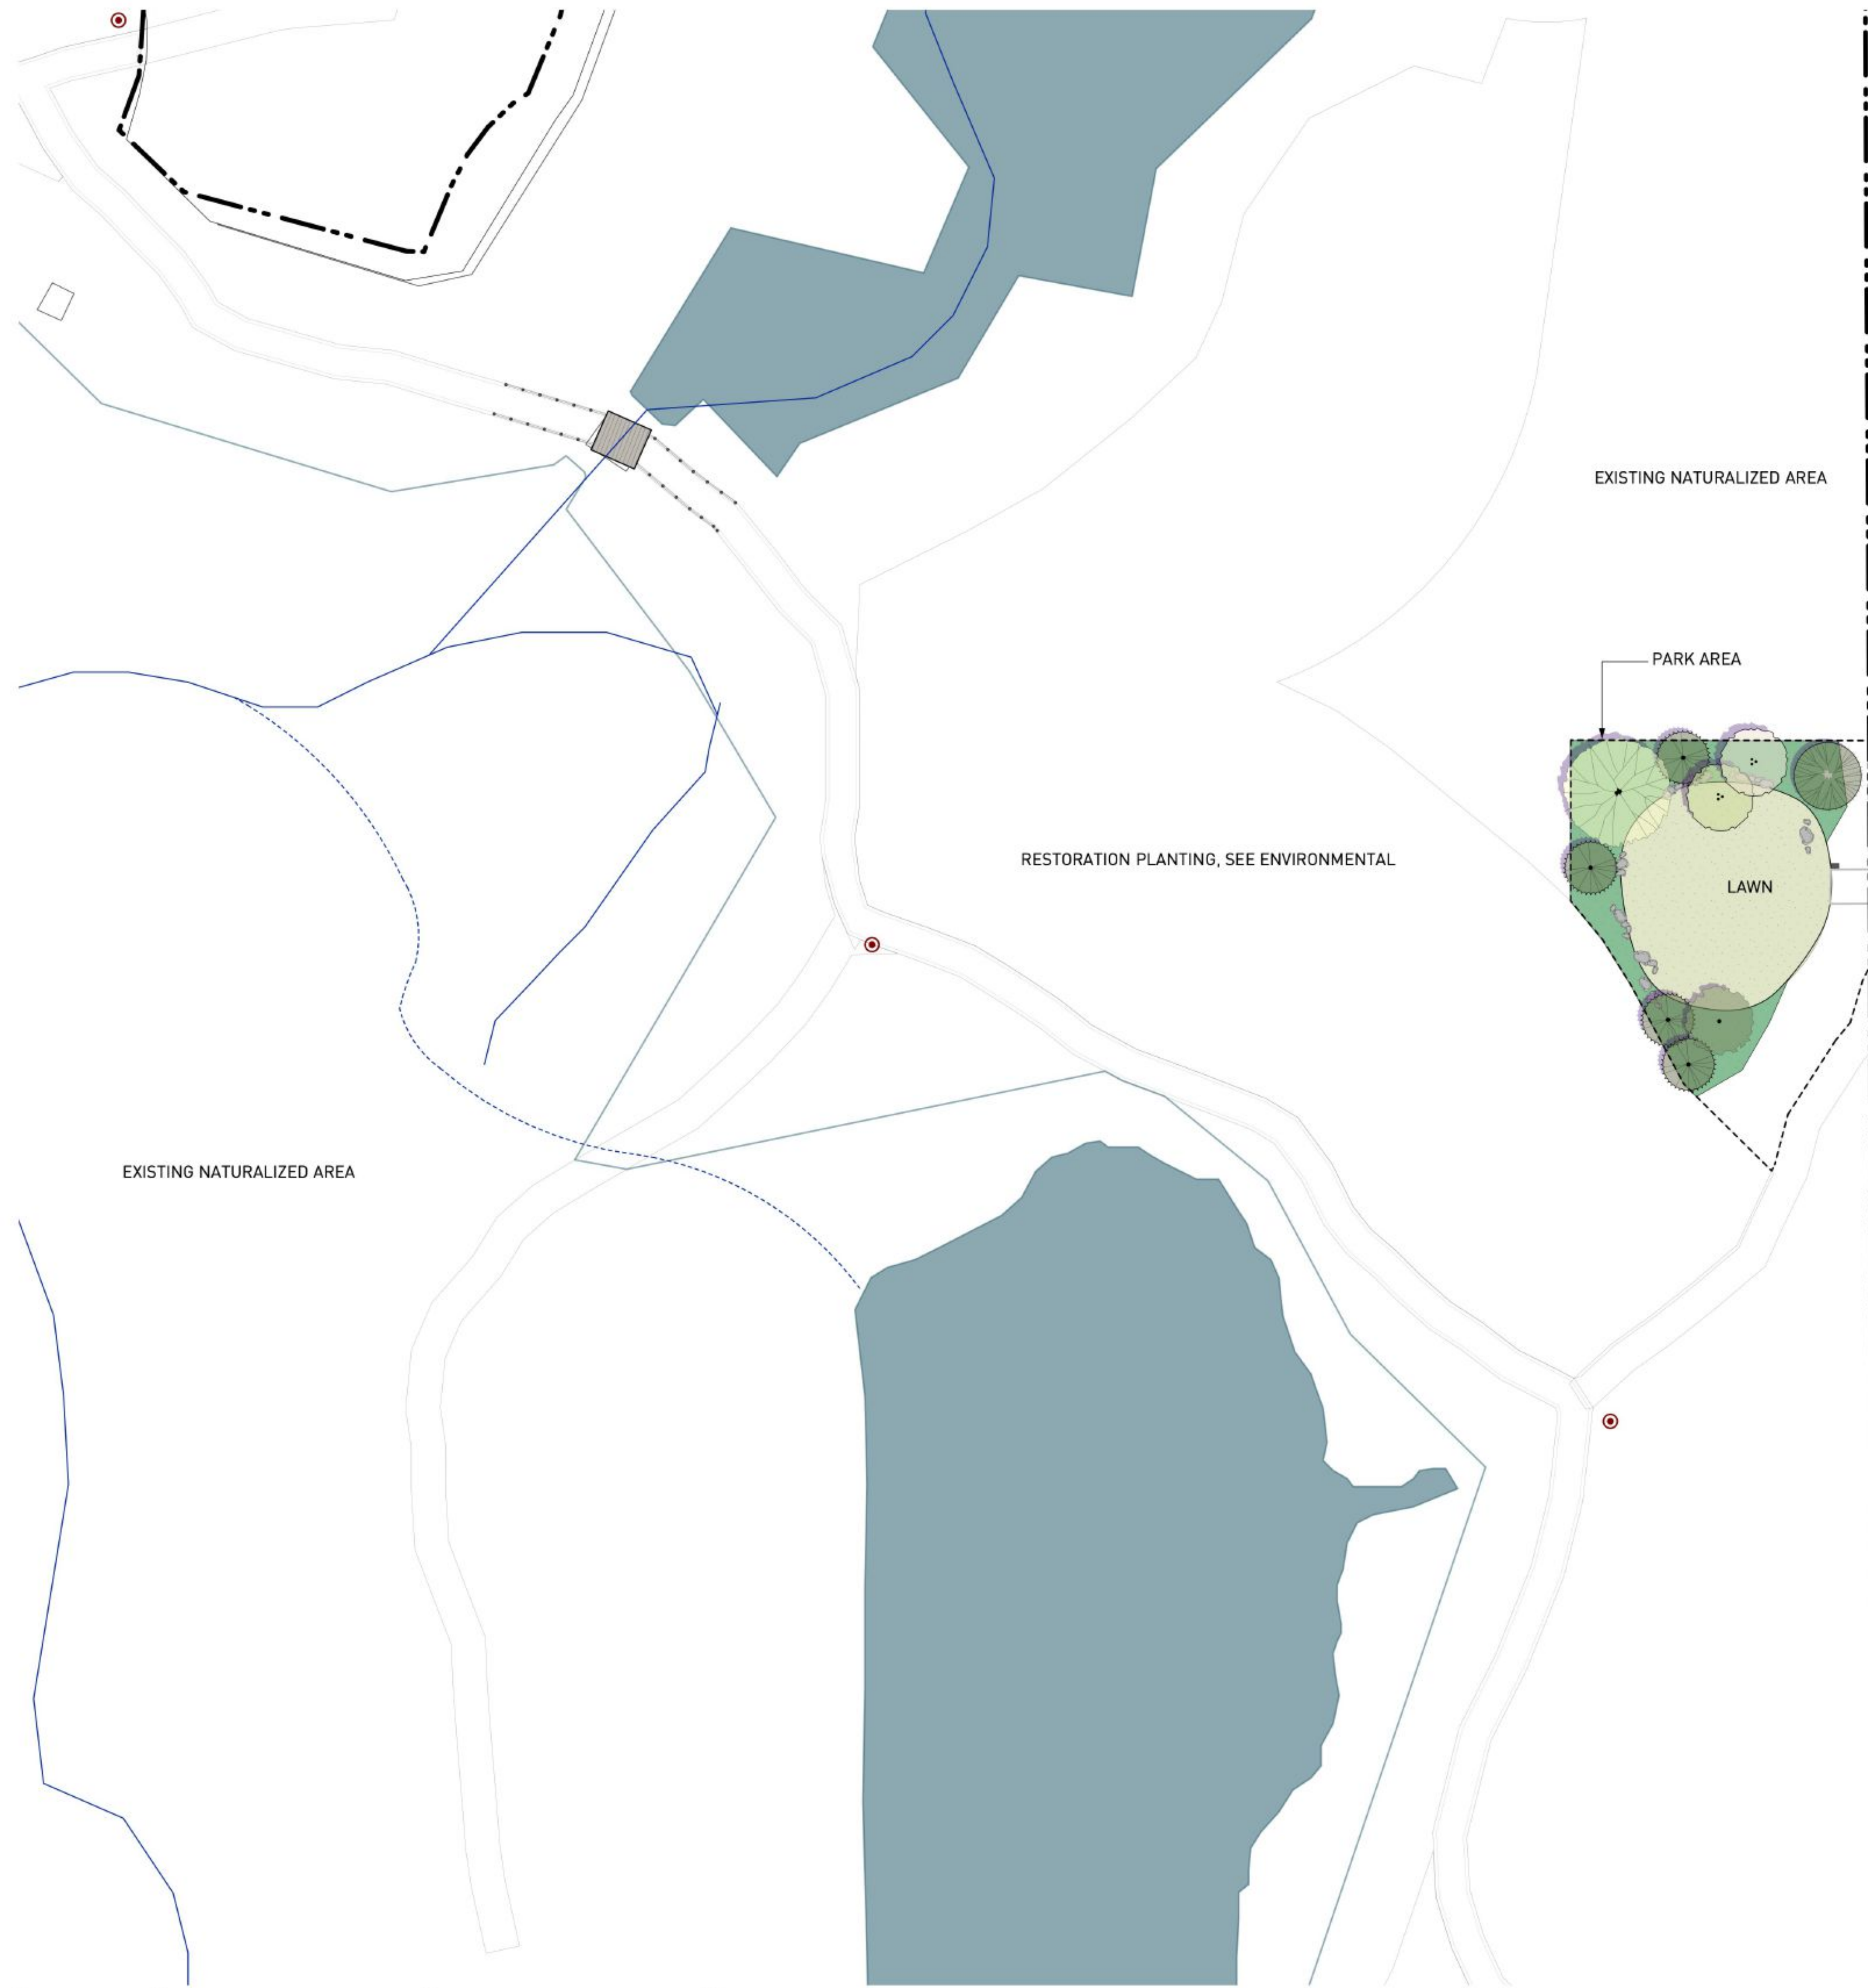 EXISTING NATURALIZED AREA
PARK AREA
RESTORATION PLANTING, SEE ENVIRONMENTAL
LAWN
EXISTING NATURALIZED AREA